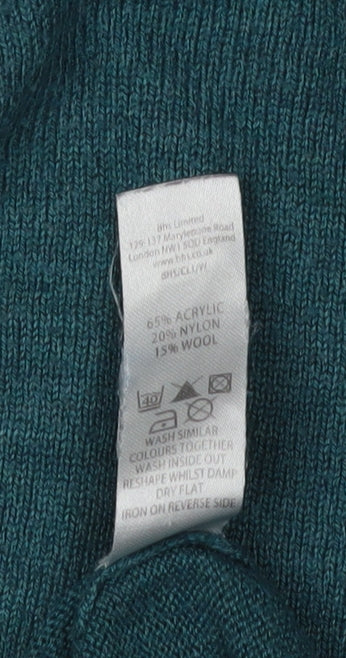 Bhs Limited
129-137 Marylebone Road
London NW1 5QD England
www.bhs.co.uk
65% ACRYLIC
20% NYLON
15% WOOL
40
WASH SIMILAR
COLOURS TOGETHER
WASH INSIDE OUT
RESHAPE WHILST DAMP
DRY FLAT
IRON ON REVERSE SIDE